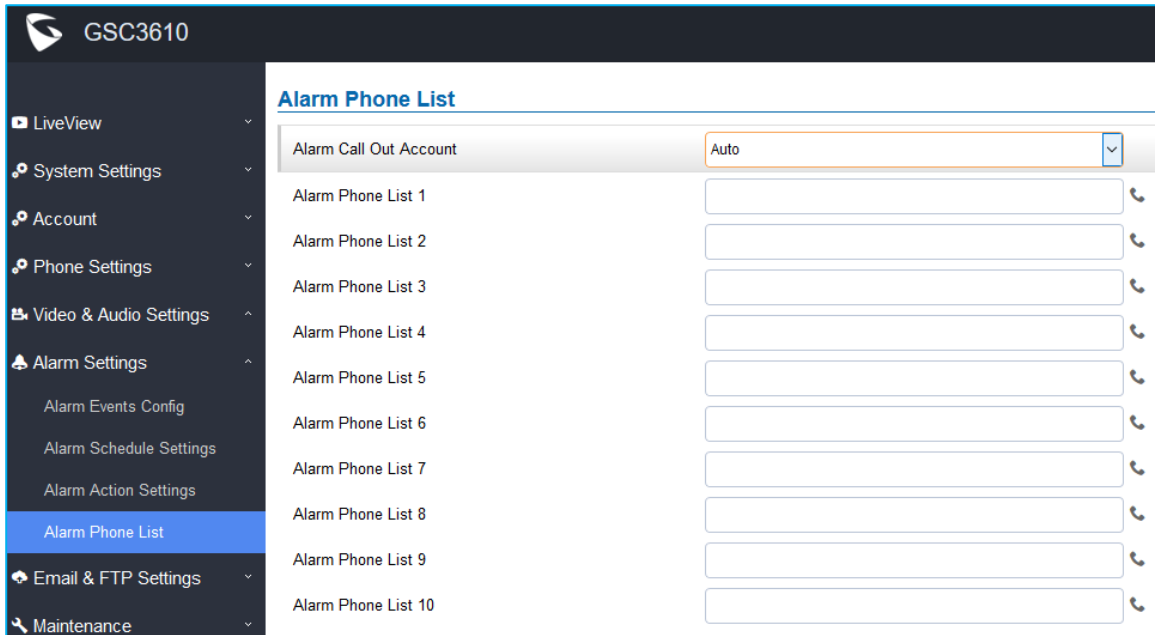 GSC3610
LiveView
System Settings
Account
Phone Settings
Video & Audio Settings
Alarm Settings
Alarm Events Config
Alarm Schedule Settings
Alarm Action Settings
Alarm Phone List
Email & FTP Settings
Maintenance
Alarm Phone List
Alarm Call Out Account Auto
Alarm Phone List 1
Alarm Phone List 2
Alarm Phone List 3
Alarm Phone List 4
Alarm Phone List 5
Alarm Phone List 6
Alarm Phone List 7
Alarm Phone List 8
Alarm Phone List 9
Alarm Phone List 10